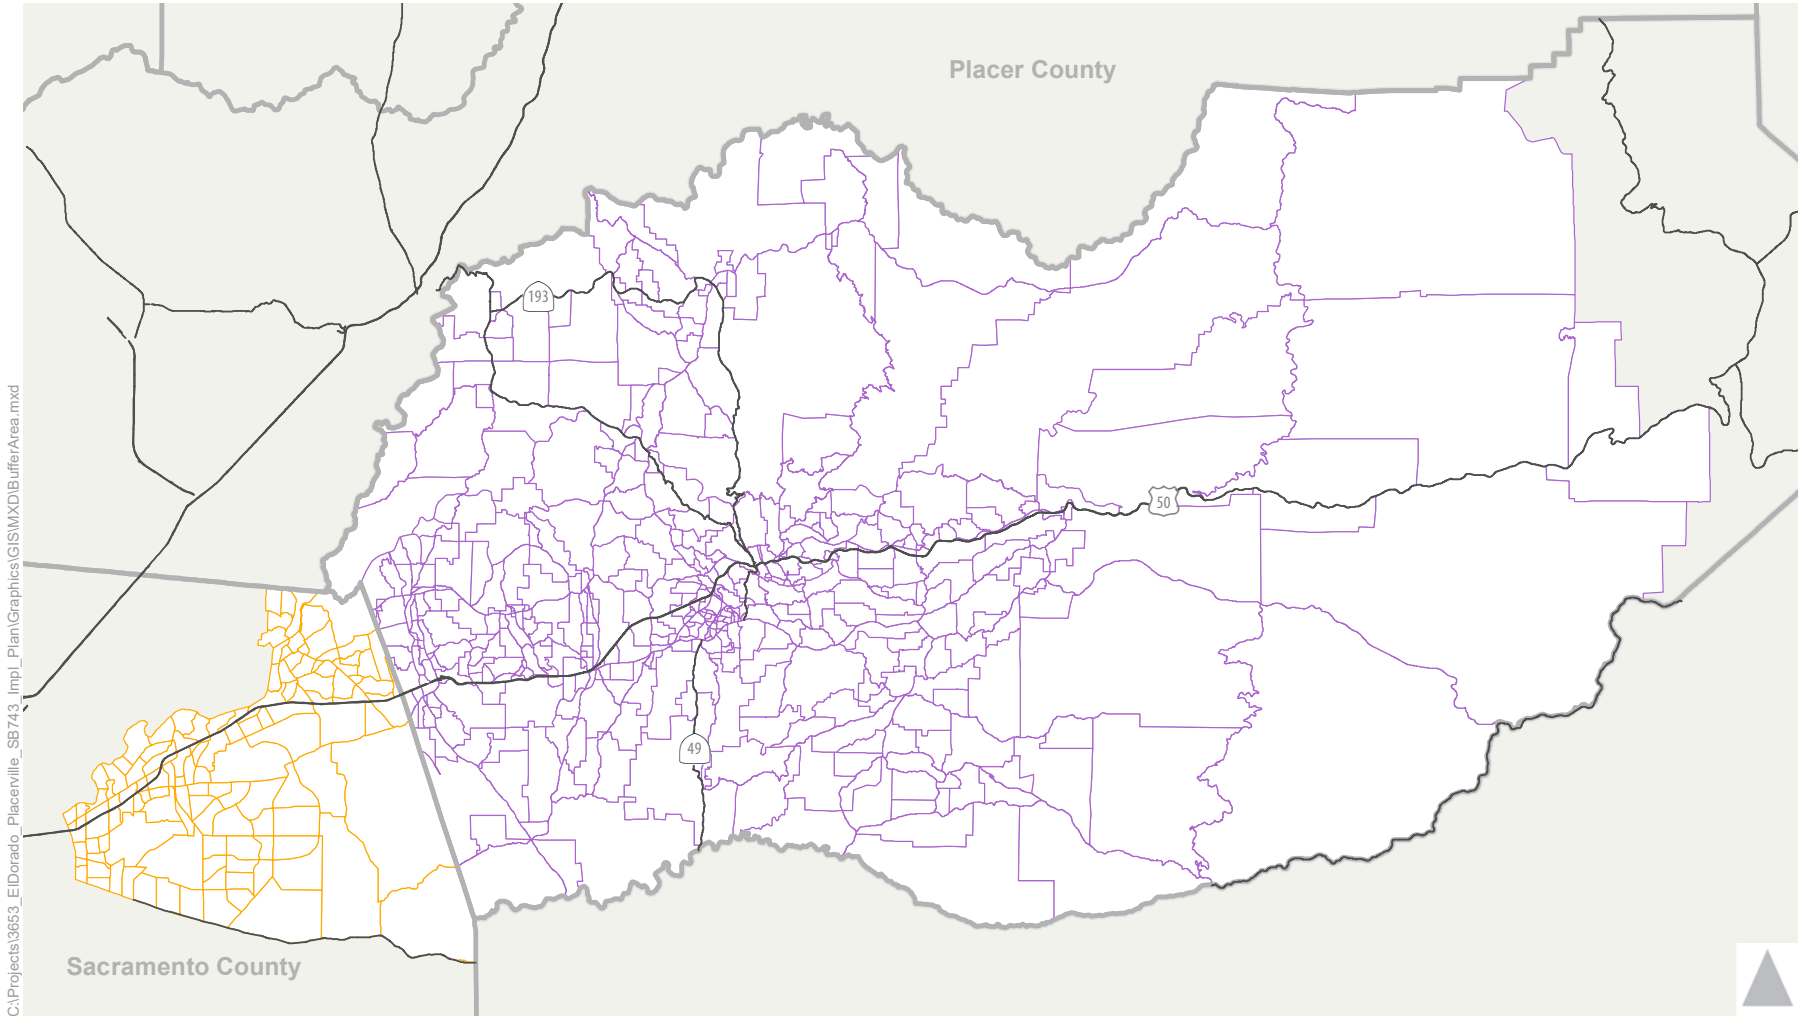 Placer County
193
50
49
Sacramento County
C:\Projects\3653_ElDorado_Placerville_SB743_Impl_Plan\Graphics\GIS\MXD\BufferArea.mxd